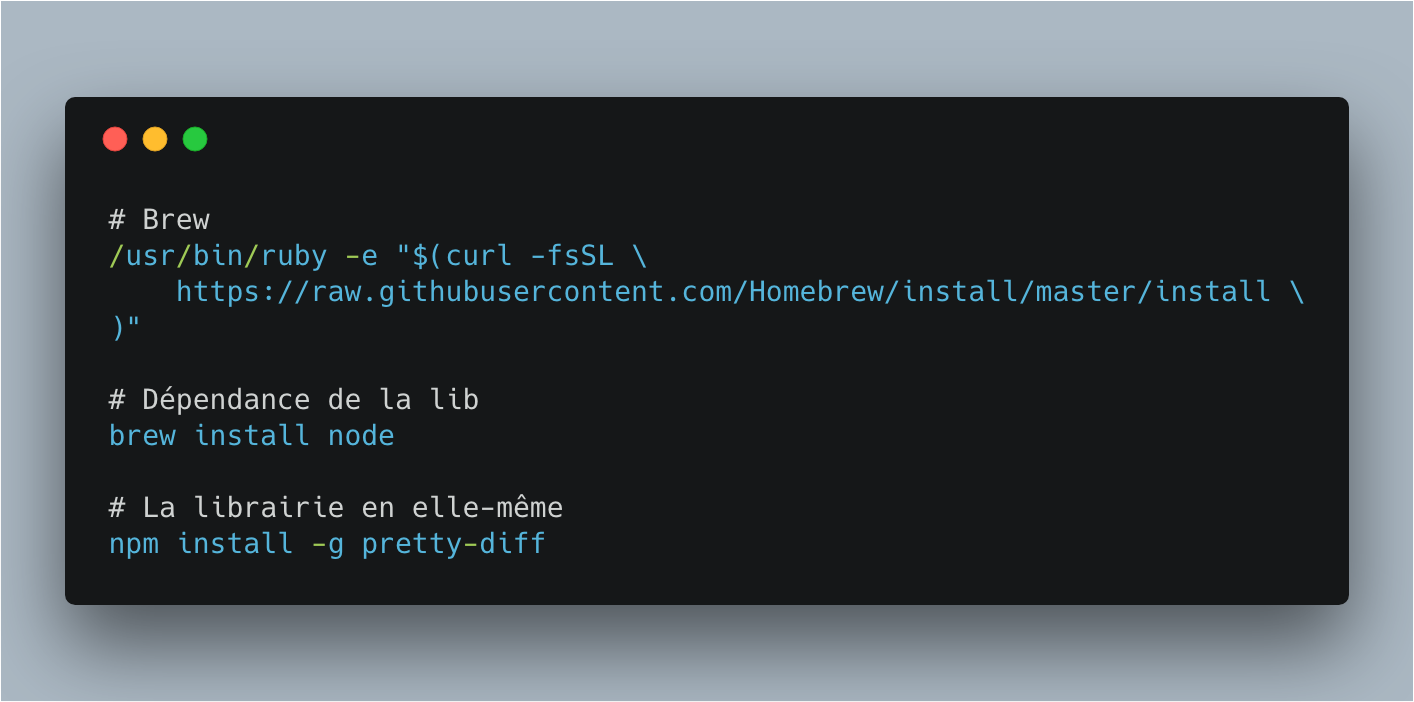 # Brew
/usr/bin/ruby -e "$(curl -fsSL \
    https://raw.githubusercontent.com/Homebrew/install/master/install \
)"

# Dépendance de la lib
brew install node

# La librairie en elle-même
npm install -g pretty-diff